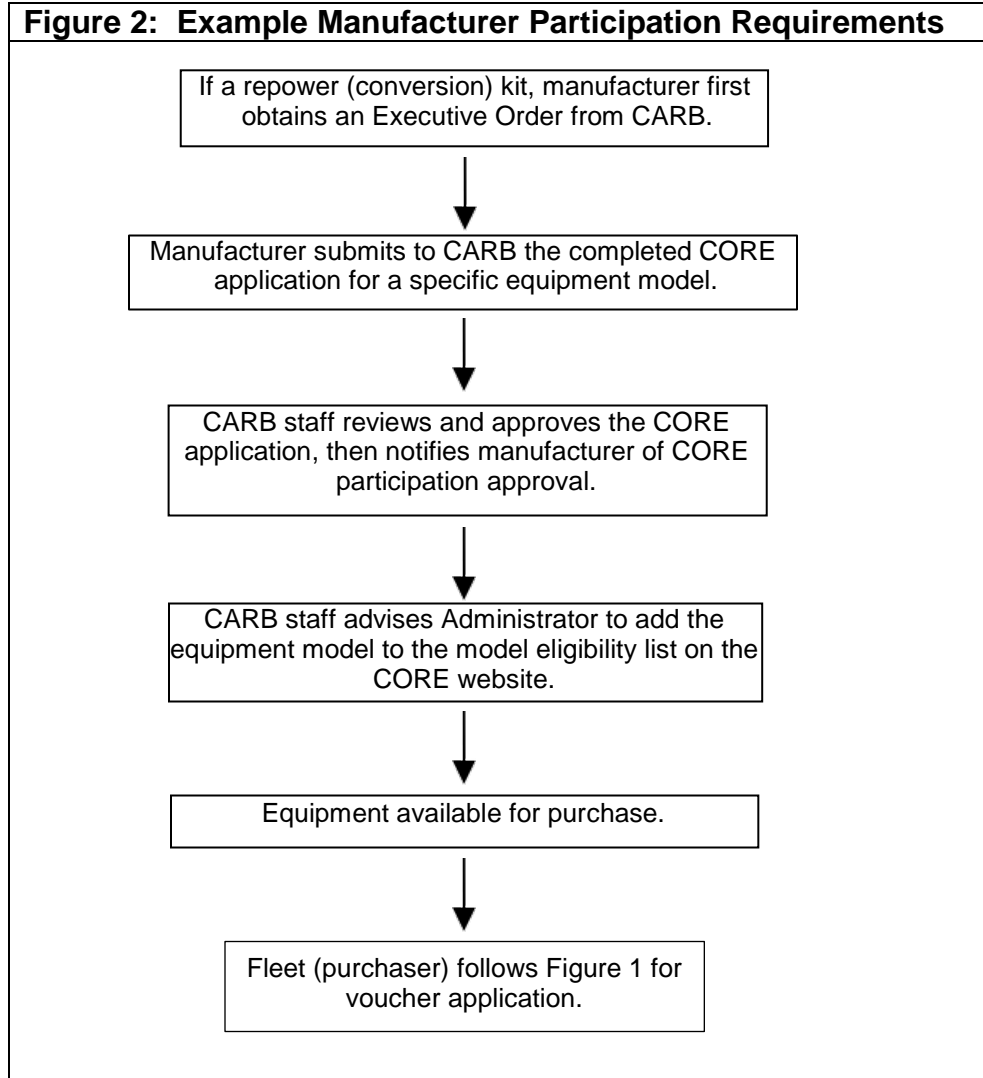 Figure 2:  Example Manufacturer Participation Requirements
If a repower (conversion) kit, manufacturer first
obtains an Executive Order from CARB.
Manufacturer submits to CARB the completed CORE
application for a specific equipment model.
CARB staff reviews and approves the CORE
application, then notifies manufacturer of CORE
participation approval.
CARB staff advises Administrator to add the
equipment model to the model eligibility list on the
CORE website.
Equipment available for purchase.
Fleet (purchaser) follows Figure 1 for
voucher application.